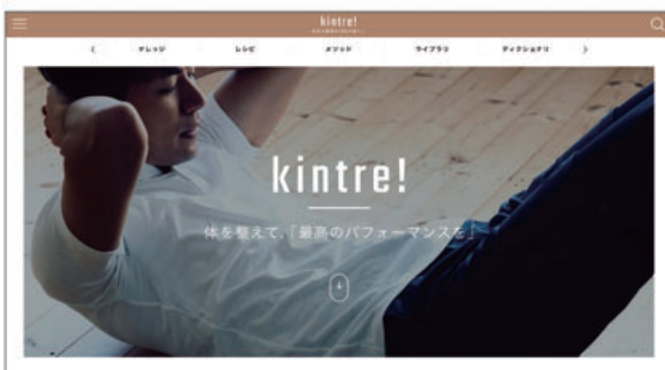 kintre!
ナレッジ レシピ メソッド ライブラリ ディクショナリ
kintre!
体を整えて、「最高のパフォーマンスを」